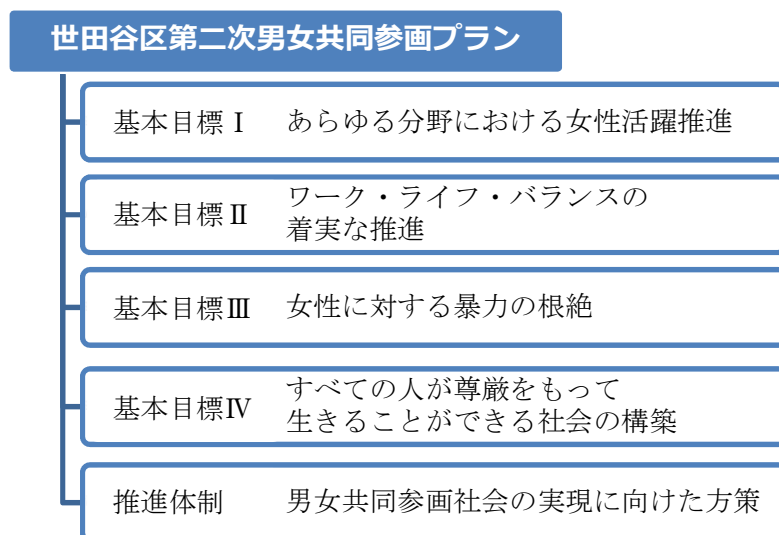 世田谷区第二次男女共同参画プラン
基本目標Ⅰ　あらゆる分野における女性活躍推進
基本目標Ⅱ　ワーク・ライフ・バランスの
着実な推進
基本目標Ⅲ　女性に対する暴力の根絶
基本目標Ⅳ　すべての人が尊厳をもって
生きることができる社会の構築
推進体制　男女共同参画社会の実現に向けた方策